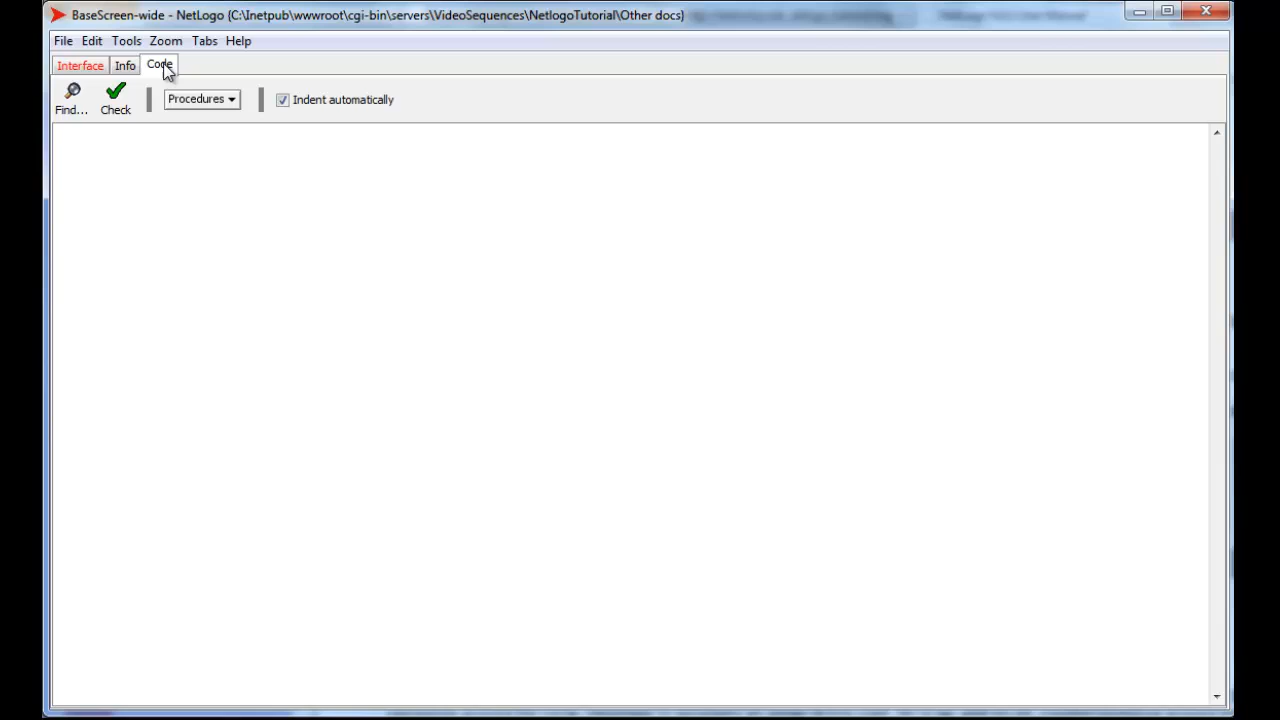 BaseScreen-wide - NetLogo {C:\Inetpub\wwwroot\cgi-bin\servers\VideoSequences\NetlogoTutorial\Other docs}
File Edit Tools Zoom Tabs Help
Interface Info Code
Find... Check Procedures Indent automatically